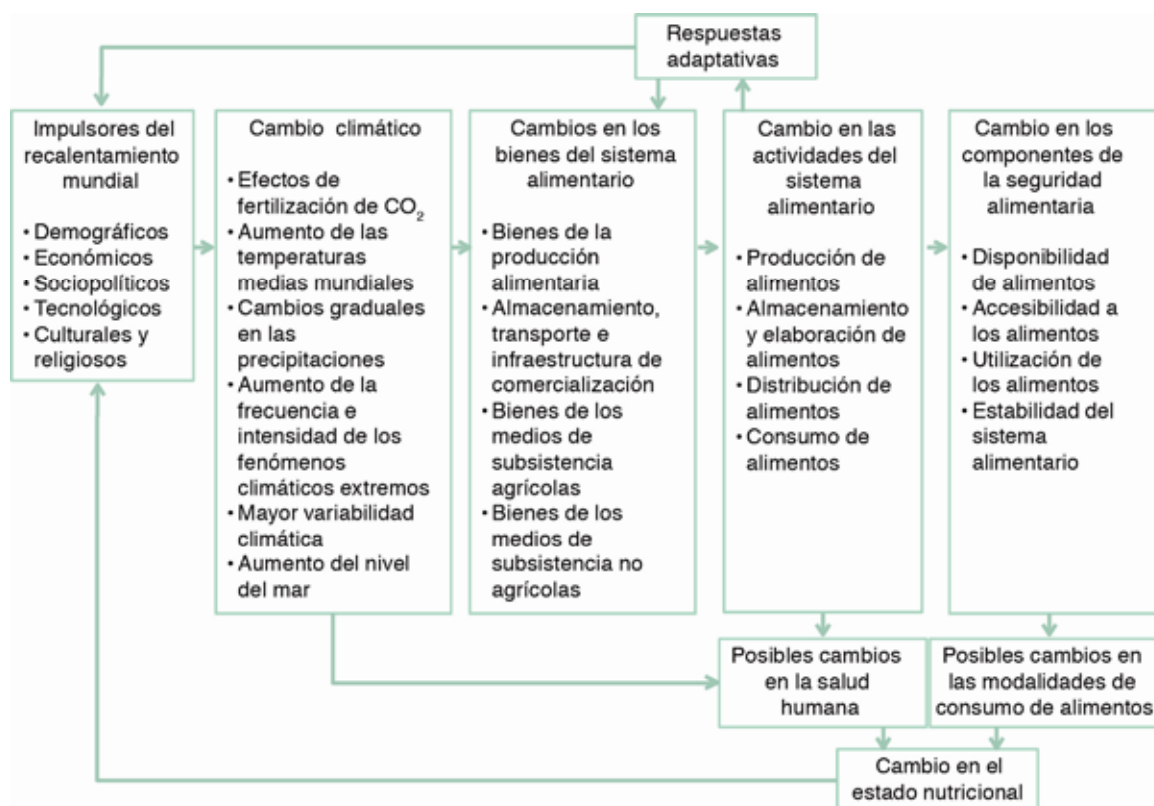 Respuestas
adaptativas
Impulsores del
recalentamiento
mundial
• Demográficos
• Económicos
• Sociopolíticos
• Tecnológicos
• Culturales y
religiosos
Cambio climático
• Efectos de
fertilización de CO₂
• Aumento de las
temperaturas
medias mundiales
• Cambios graduales
en las
precipitaciones
• Aumento de la
frecuencia e
intensidad de los
fenómenos
climáticos extremos
• Mayor variabilidad
climática
• Aumento del nivel
del mar
Cambios en los
bienes del sistema
alimentario
• Bienes de la
producción
alimentaria
• Almacenamiento,
transporte e
infraestructura de
comercialización
• Bienes de los
medios de
subsistencia
agrícolas
• Bienes de los
medios de
subsistencia no
agrícolas
Cambio en las
actividades del
sistema
alimentario
• Producción de
alimentos
• Almacenamiento
y elaboración de
alimentos
• Distribución de
alimentos
• Consumo de
alimentos
Cambio en los
componentes de
la seguridad
alimentaria
• Disponibilidad
de alimentos
• Accesibilidad a
los alimentos
• Utilización de
los alimentos
• Estabilidad del
sistema
alimentario
Posibles cambios
en la salud
humana
Posibles cambios en
las modalidades de
consumo de alimentos
Cambio en el
estado nutricional